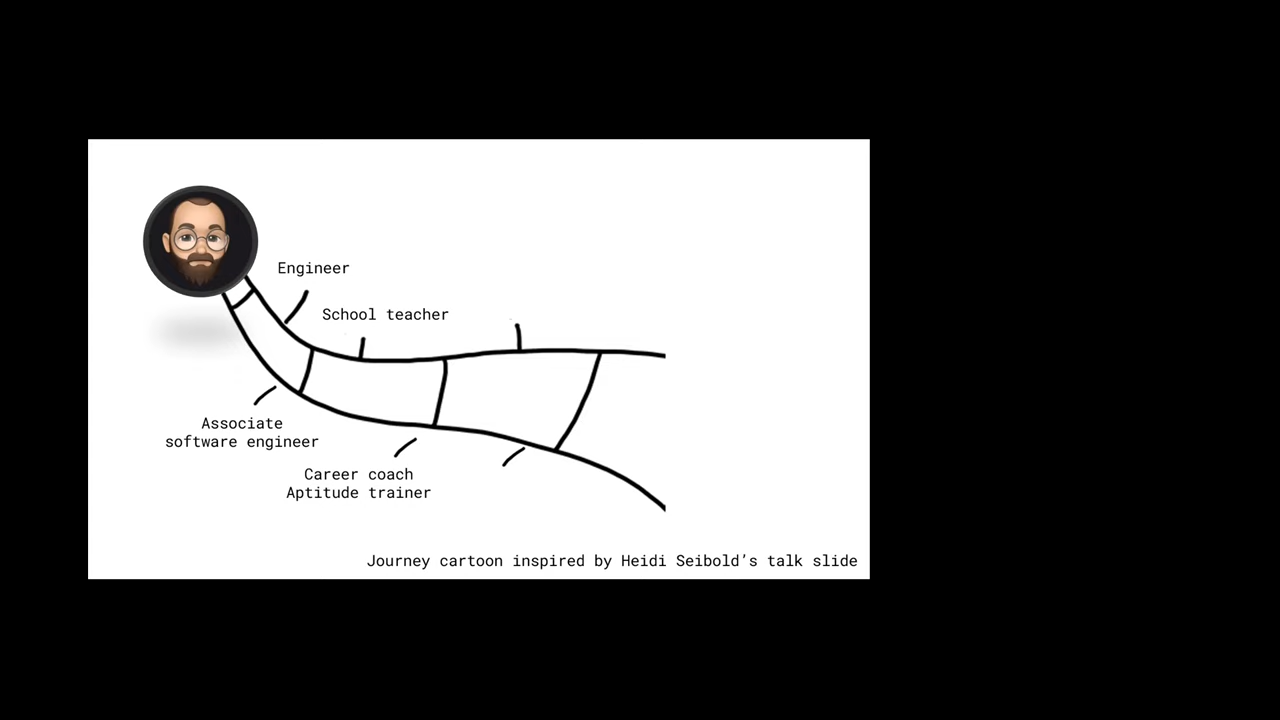 Engineer
School teacher
Associate
software engineer
Career coach
Aptitude trainer
Journey cartoon inspired by Heidi Seibold’s talk slide